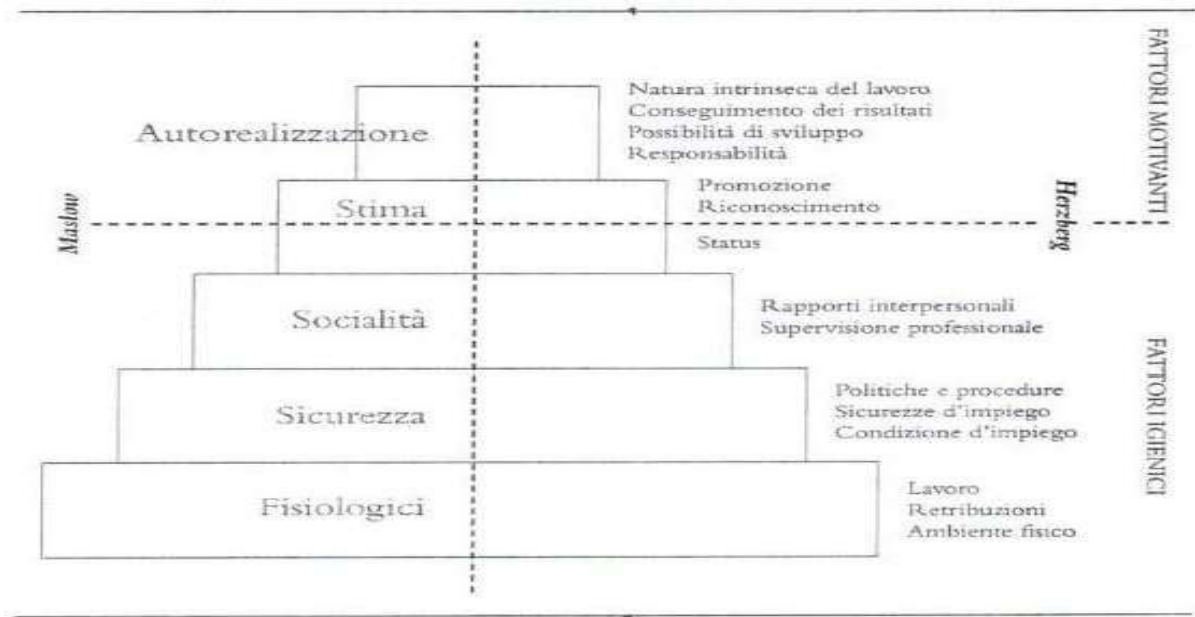 FATTORI MOTIVANTI
Natura intrinseca del lavoro
Conseguimento dei risultati
Possibilità di sviluppo
Responsabilità
Autorealizzazione
Promozione
Riconoscimento
Stima
Maslow
Herzberg
Status
Socialità
Rapporti interpersonali
Supervisione professionale
FATTORI IGIENICI
Politiche e procedure
Sicurezze d'impiego
Condizione d'impiego
Sicurezza
Fisiologici
Lavoro
Retribuzioni
Ambiente fisico